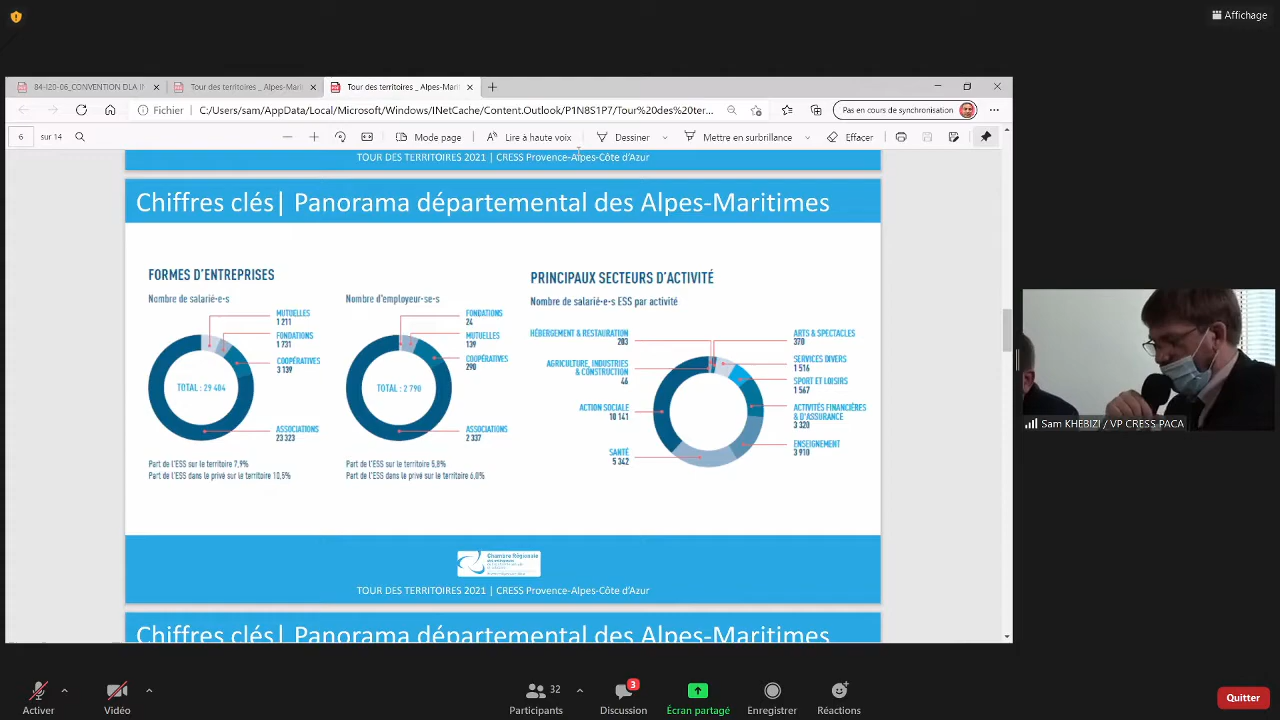 Affichage
84-I20-06_CONVENTION DLA IN
Tour des territoires _ Alpes-Mariti
Tour des territoires _ Alpes-Mariti
Fichier
C:/Users/sam/AppData/Local/Microsoft/Windows/INetCache/Content.Outlook/P1N8S1P7/Tour%20des%20ter...
Pas en cours de synchronisation
6 sur 14
Mode page
Lire à haute voix
Dessiner
Mettre en surbrillance
Effacer
TOUR DES TERRITOIRES 2021 | CRESS Provence-Alpes-Côte d'Azur
Chiffres clés| Panorama départemental des Alpes-Maritimes
FORMES D'ENTREPRISES
Nombre de salarié-e-s
MUTUELLES
1 211
FONDATIONS
1 731
COOPÉRATIVES
3 139
TOTAL : 29 404
ASSOCIATIONS
23 323
Part de l'ESS sur le territoire 7,9%
Part de l'ESS dans le privé sur le territoire 10,5%
Nombre d'employeur-se-s
FONDATIONS
24
MUTUELLES
139
COOPÉRATIVES
290
TOTAL : 2 790
ASSOCIATIONS
2 337
Part de l'ESS sur le territoire 5,8%
Part de l'ESS dans le privé sur le territoire 6,0%
PRINCIPAUX SECTEURS D'ACTIVITÉ
Nombre de salarié-e-s ESS par activité
HÉBERGEMENT & RESTAURATION
203
AGRICULTURE, INDUSTRIES
& CONSTRUCTION
46
ACTION SOCIALE
10 141
SANTÉ
5 342
ARTS & SPECTACLES
370
SERVICES DIVERS
1 516
SPORT ET LOISIRS
1 567
ACTIVITÉS FINANCIÈRES
& D'ASSURANCE
3 320
ENSEIGNEMENT
3 910
Chambre Régionale
TOUR DES TERRITOIRES 2021 | CRESS Provence-Alpes-Côte d'Azur
Chiffres clés| Panorama départemental des Alpes-Maritimes
Sam KHEBIZI / VP CRESS PACA
Activer
Vidéo
32
Participants
3
Discussion
Écran partagé
Enregistrer
Réactions
Quitter